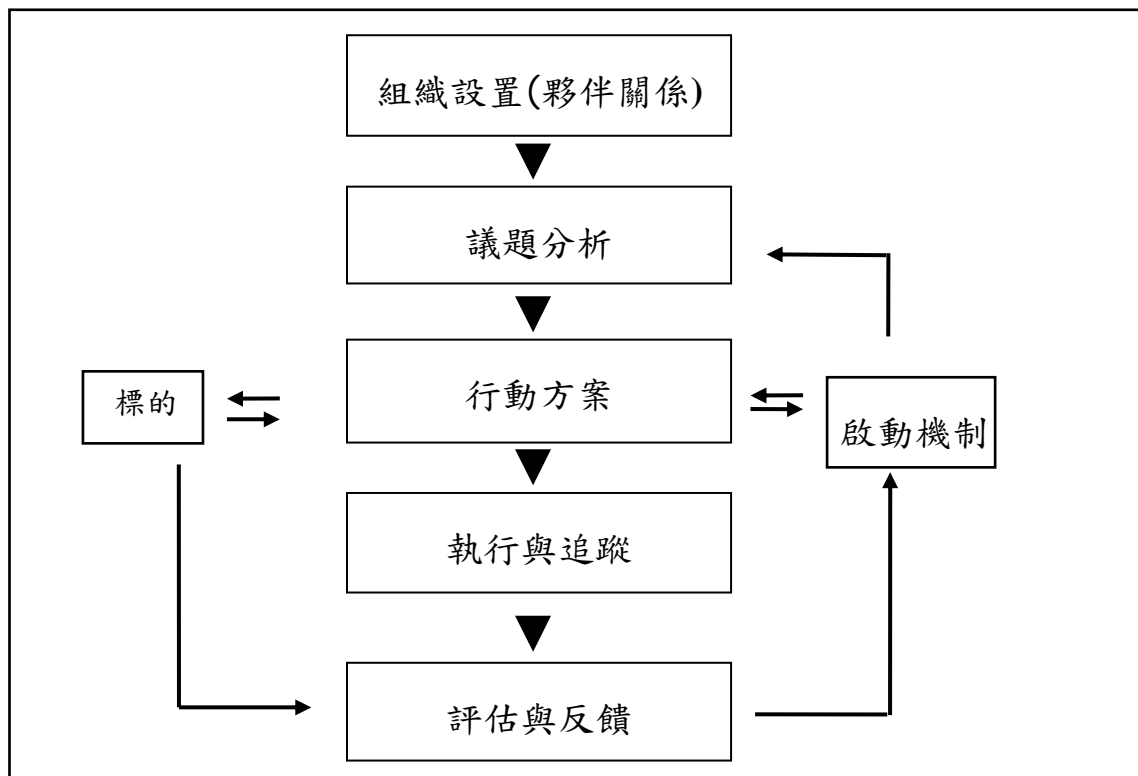 組織設置(夥伴關係)
議題分析
標的
行動方案
啟動機制
執行與追蹤
評估與反饋